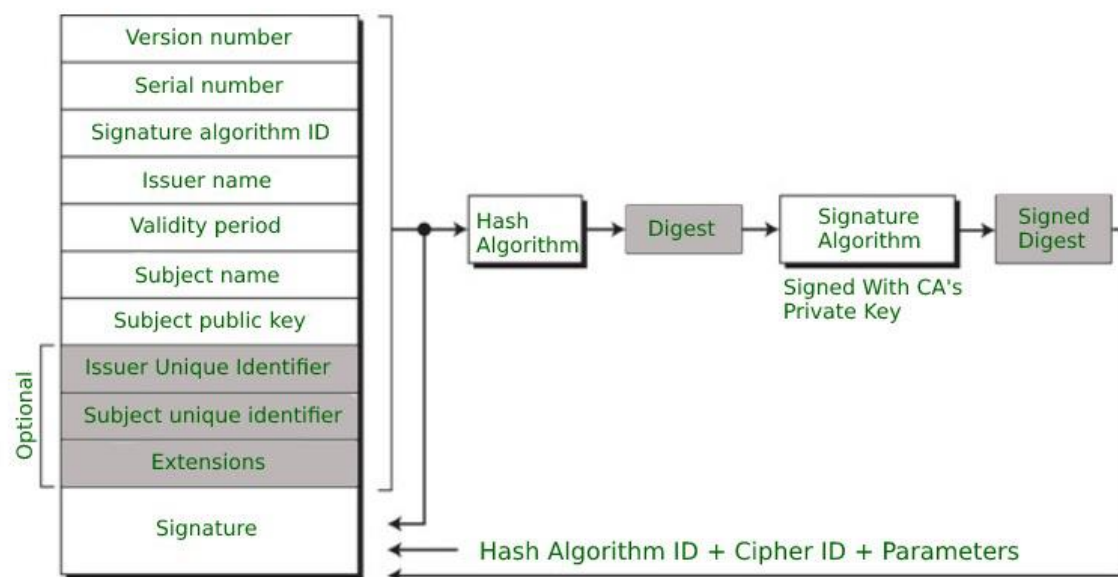 Version number
Serial number
Signature algorithm ID
Issuer name
Validity period
Subject name
Subject public key
Optional
Issuer Unique Identifier
Subject unique identifier
Extensions
Signature
Hash
Algorithm
Digest
Signature
Algorithm
Signed With CA's
Private Key
Signed
Digest
Hash Algorithm ID + Cipher ID + Parameters